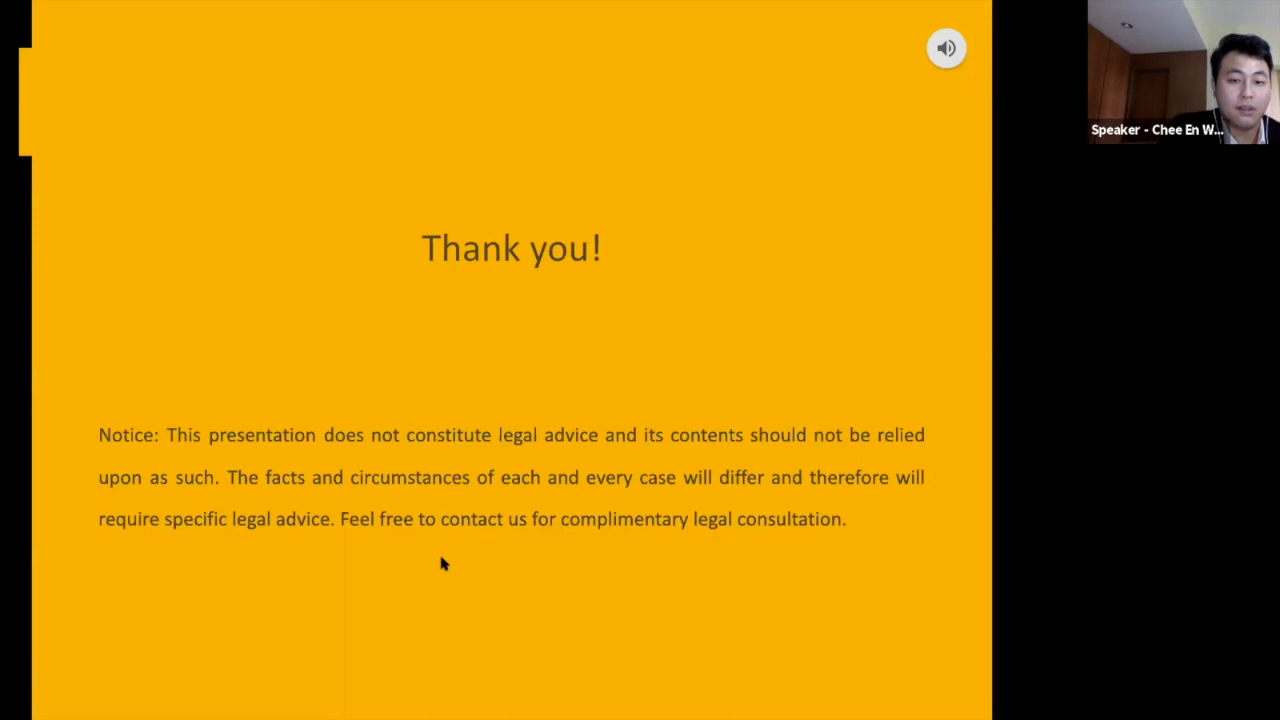 Thank you!
Notice: This presentation does not constitute legal advice and its contents should not be relied
upon as such. The facts and circumstances of each and every case will differ and therefore will
require specific legal advice. Feel free to contact us for complimentary legal consultation.
Speaker - Chee En W...